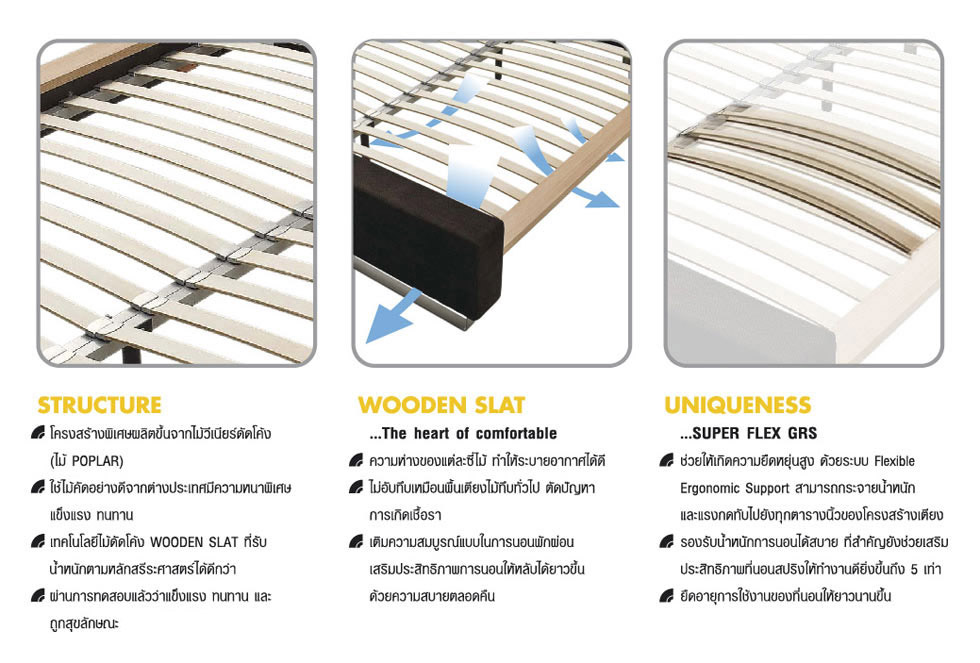 STRUCTURE
โครงสร้างพิเศษผลิตขึ้นจากไม้วีเนียร์ดัดโค้ง
(ไม้ POPLAR)
ใช้ไม้คัดอย่างดีจากต่างประเทศมีความหนาพิเศษ
แข็งแรง ทนทาน
เทคโนโลยีไม้ดัดโค้ง WOODEN SLAT ที่รับ
น้ำหนักตามหลักสรีระศาสตร์ได้ดีกว่า
ผ่านการทดสอบแล้วว่าแข็งแรง ทนทาน และ
ถูกสุขลักษณะ
WOODEN SLAT
...The heart of comfortable
ความห่างของแต่ละซี่ไม้ ทำให้ระบายอากาศได้ดี
ไม่อับทึบเหมือนพื้นเตียงไม้ทึบทั่วไป ตัดปัญหา
การเกิดเชื้อรา
เติมความสมบูรณ์แบบในการนอนพักผ่อน
เสริมประสิทธิภาพการนอนให้หลับได้ยาวขึ้น
ด้วยความสบายตลอดคืน
UNIQUENESS
...SUPER FLEX GRS
ช่วยให้เกิดความยืดหยุ่นสูง ด้วยระบบ Flexible
Ergonomic Support สามารถกระจายน้ำหนัก
และแรงกดทับไปยังทุกตารางนิ้วของโครงสร้างเตียง
รองรับน้ำหนักการนอนได้สบาย ที่สำคัญยังช่วยเสริม
ประสิทธิภาพที่นอนสปริงให้ทำงานดียิ่งขึ้นถึง 5 เท่า
ยืดอายุการใช้งานของที่นอนให้ยาวนานขึ้น